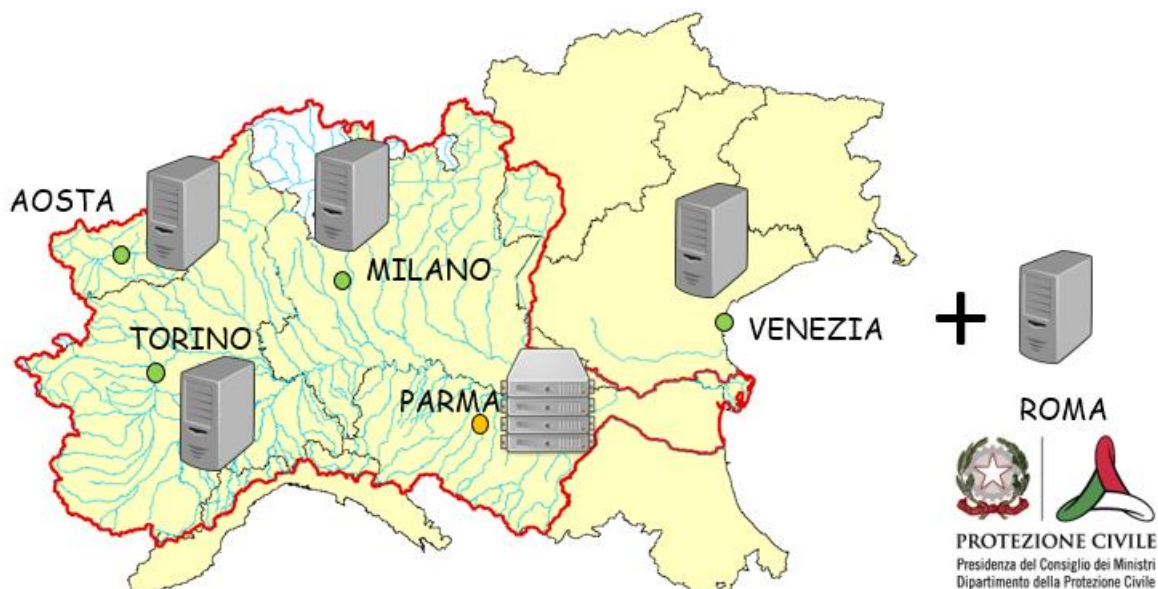 AOSTA
MILANO
TORINO
VENEZIA
PARMA
+
ROMA
PROTEZIONE CIVILE
Presidenza del Consiglio dei Ministri
Dipartimento della Protezione Civile